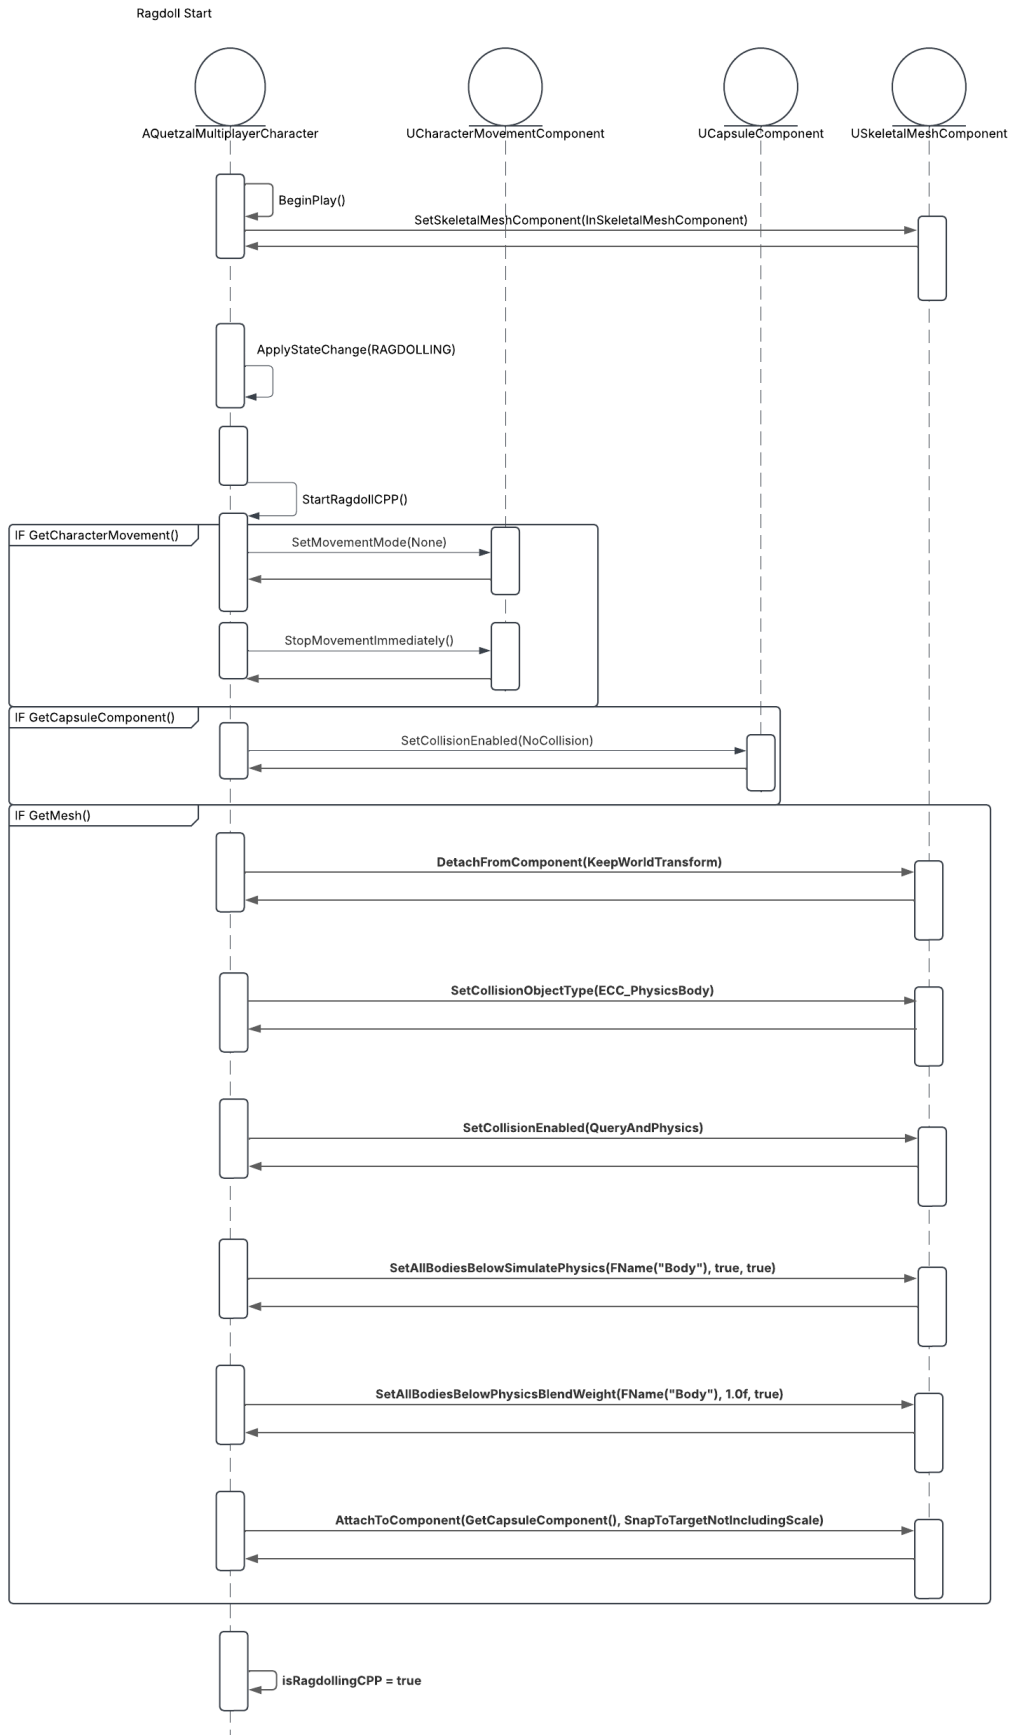 Ragdoll Start
AQuetzalMultiplayerCharacter
UCharacterMovementComponent
UCapsuleComponent
USkeletalMeshComponent
BeginPlay()
SetSkeletalMeshComponent(InSkeletalMeshComponent)
ApplyStateChange(RAGDOLLING)
StartRagdollCPP()
IF GetCharacterMovement()
SetMovementMode(None)
StopMovementImmediately()
IF GetCapsuleComponent()
SetCollisionEnabled(NoCollision)
IF GetMesh()
DetachFromComponent(KeepWorldTransform)
SetCollisionObjectType(ECC_PhysicsBody)
SetCollisionEnabled(QueryAndPhysics)
SetAllBodiesBelowSimulatePhysics(FName("Body"), true, true)
SetAllBodiesBelowPhysicsBlendWeight(FName("Body"), 1.0f, true)
AttachToComponent(GetCapsuleComponent(), SnapToTargetNotIncludingScale)
isRagdollingCPP = true